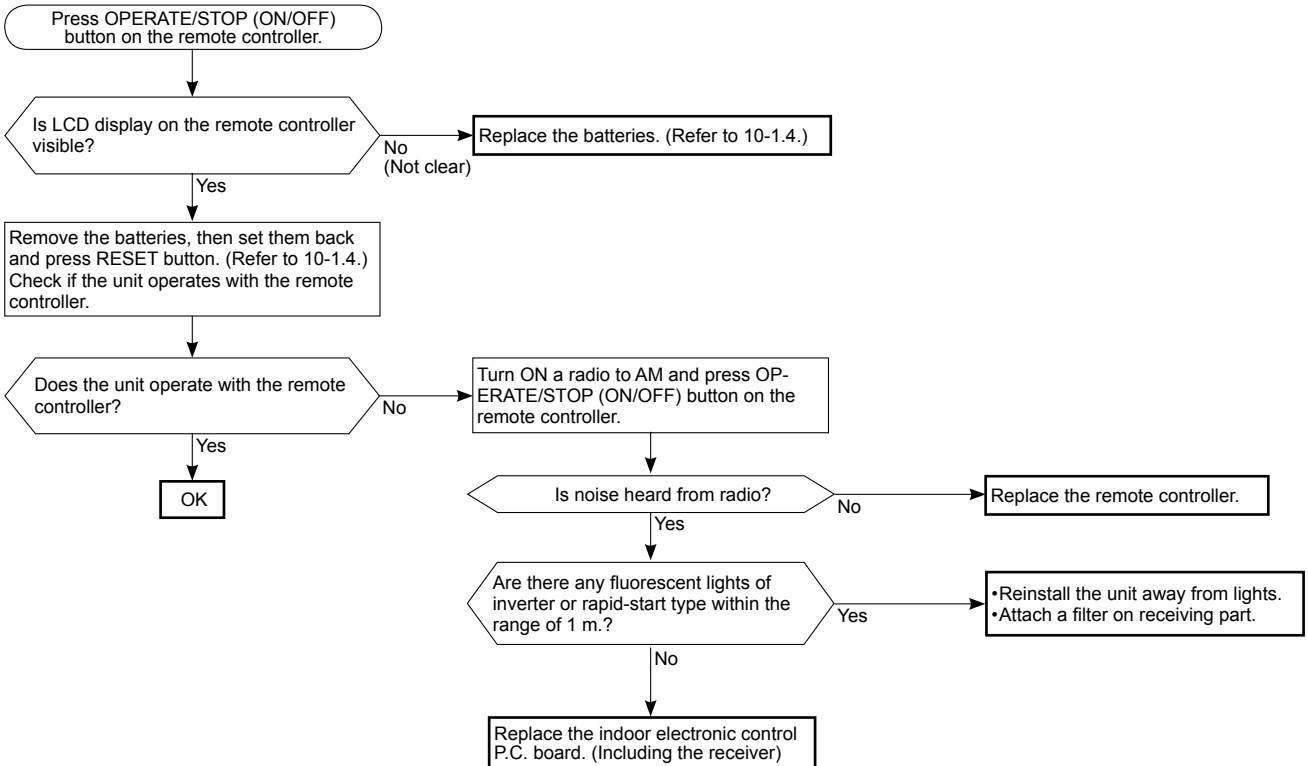 Press OPERATE/STOP (ON/OFF)
button on the remote controller.
Is LCD display on the remote controller
visible?
No
(Not clear)
Replace the batteries. (Refer to 10-1.4.)
Yes
Remove the batteries, then set them back
and press RESET button. (Refer to 10-1.4.)
Check if the unit operates with the remote
controller.
Does the unit operate with the remote
controller?
No
Yes
OK
Turn ON a radio to AM and press OP-
ERATE/STOP (ON/OFF) button on the
remote controller.
Is noise heard from radio?
No
Replace the remote controller.
Yes
Are there any fluorescent lights of
inverter or rapid-start type within the
range of 1 m.?
Yes
•Reinstall the unit away from lights.
•Attach a filter on receiving part.
No
Replace the indoor electronic control
P.C. board. (Including the receiver)